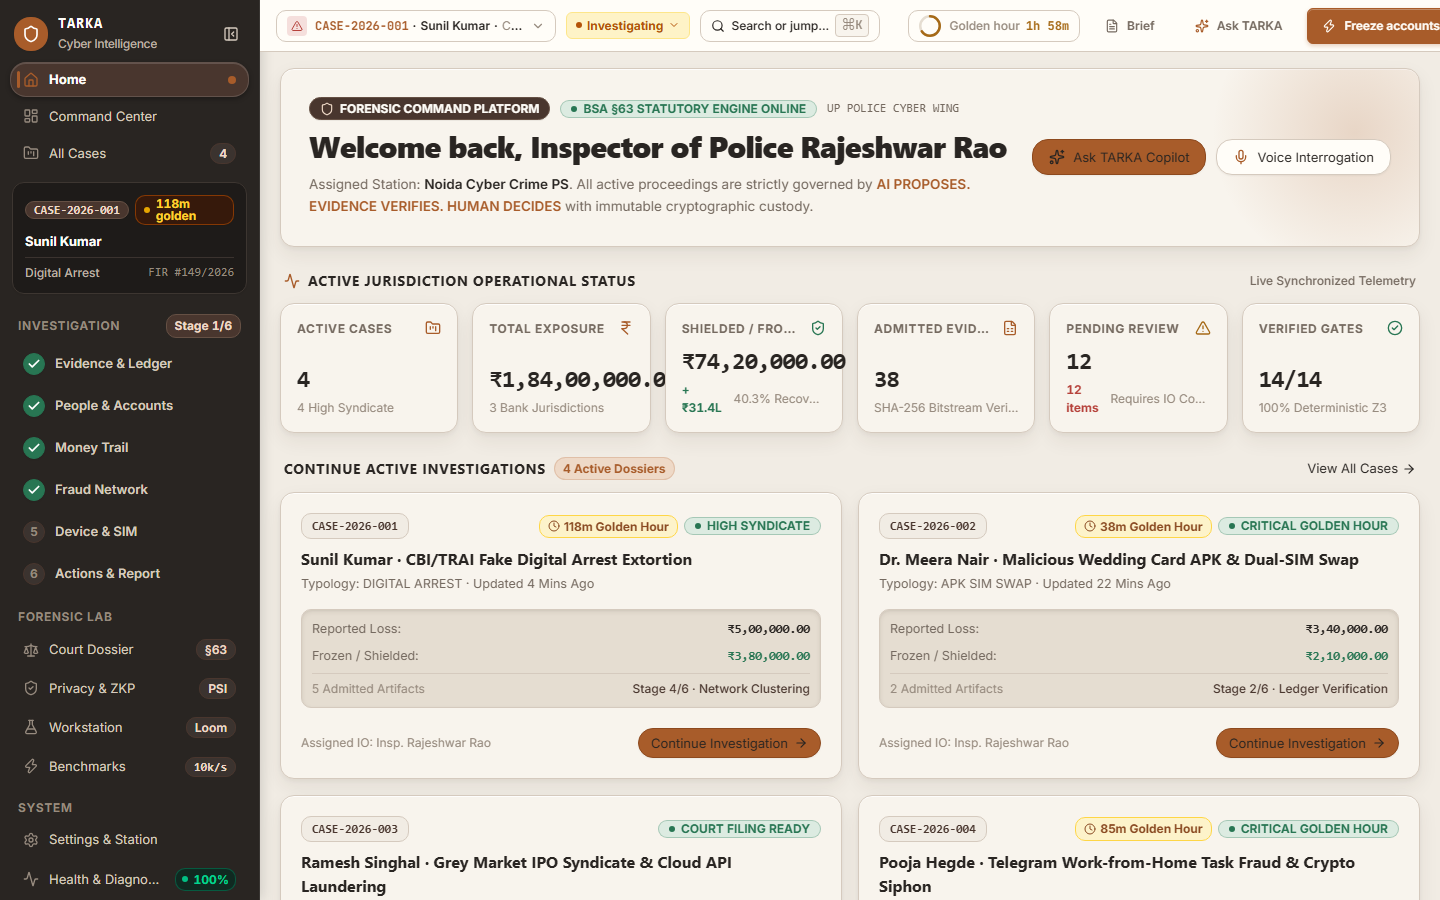 TARKA
Cyber Intelligence
Home
Command Center
All Cases 4
CASE-2026-001 118m golden
Sunil Kumar
Digital Arrest FIR #149/2026
INVESTIGATION Stage 1/6
Evidence & Ledger
People & Accounts
Money Trail
Fraud Network
5 Device & SIM
6 Actions & Report
FORENSIC LAB
Court Dossier §63
Privacy & ZKP PSI
Workstation Loom
Benchmarks 10k/s
SYSTEM
Settings & Station
Health & Diagno... 100%
CASE-2026-001 · Sunil Kumar · C... Investigating Search or jump... ⌘K Golden hour 1h 58m Brief Ask TARKA Freeze accounts
FORENSIC COMMAND PLATFORM BSA §63 STATUTORY ENGINE ONLINE UP POLICE CYBER WING
Welcome back, Inspector of Police Rajeshwar Rao
Assigned Station: Noida Cyber Crime PS. All active proceedings are strictly governed by AI PROPOSES.
EVIDENCE VERIFIES. HUMAN DECIDES with immutable cryptographic custody.
Ask TARKA Copilot Voice Interrogation
ACTIVE JURISDICTION OPERATIONAL STATUS Live Synchronized Telemetry
ACTIVE CASES
4
4 High Syndicate
TOTAL EXPOSURE ₹
₹1,84,00,000.0
3 Bank Jurisdictions
SHIELDED / FRO...
₹74,20,000.00
+
₹31.4L 40.3% Recov...
ADMITTED EVID...
38
SHA-256 Bitstream Veri...
PENDING REVIEW
12
12
items Requires IO Co...
VERIFIED GATES
14/14
100% Deterministic Z3
CONTINUE ACTIVE INVESTIGATIONS 4 Active Dossiers View All Cases →
CASE-2026-001 118m Golden Hour HIGH SYNDICATE
Sunil Kumar · CBI/TRAI Fake Digital Arrest Extortion
Typology: DIGITAL ARREST · Updated 4 Mins Ago
Reported Loss: ₹5,00,000.00
Frozen / Shielded: ₹3,80,000.00
5 Admitted Artifacts Stage 4/6 · Network Clustering
Assigned IO: Insp. Rajeshwar Rao Continue Investigation →
CASE-2026-002 38m Golden Hour CRITICAL GOLDEN HOUR
Dr. Meera Nair · Malicious Wedding Card APK & Dual-SIM Swap
Typology: APK SIM SWAP · Updated 22 Mins Ago
Reported Loss: ₹3,40,000.00
Frozen / Shielded: ₹2,10,000.00
2 Admitted Artifacts Stage 2/6 · Ledger Verification
Assigned IO: Insp. Rajeshwar Rao Continue Investigation →
CASE-2026-003 COURT FILING READY
Ramesh Singhal · Grey Market IPO Syndicate & Cloud API
Laundering
CASE-2026-004 85m Golden Hour CRITICAL GOLDEN HOUR
Pooja Hegde · Telegram Work-from-Home Task Fraud & Crypto
Siphon